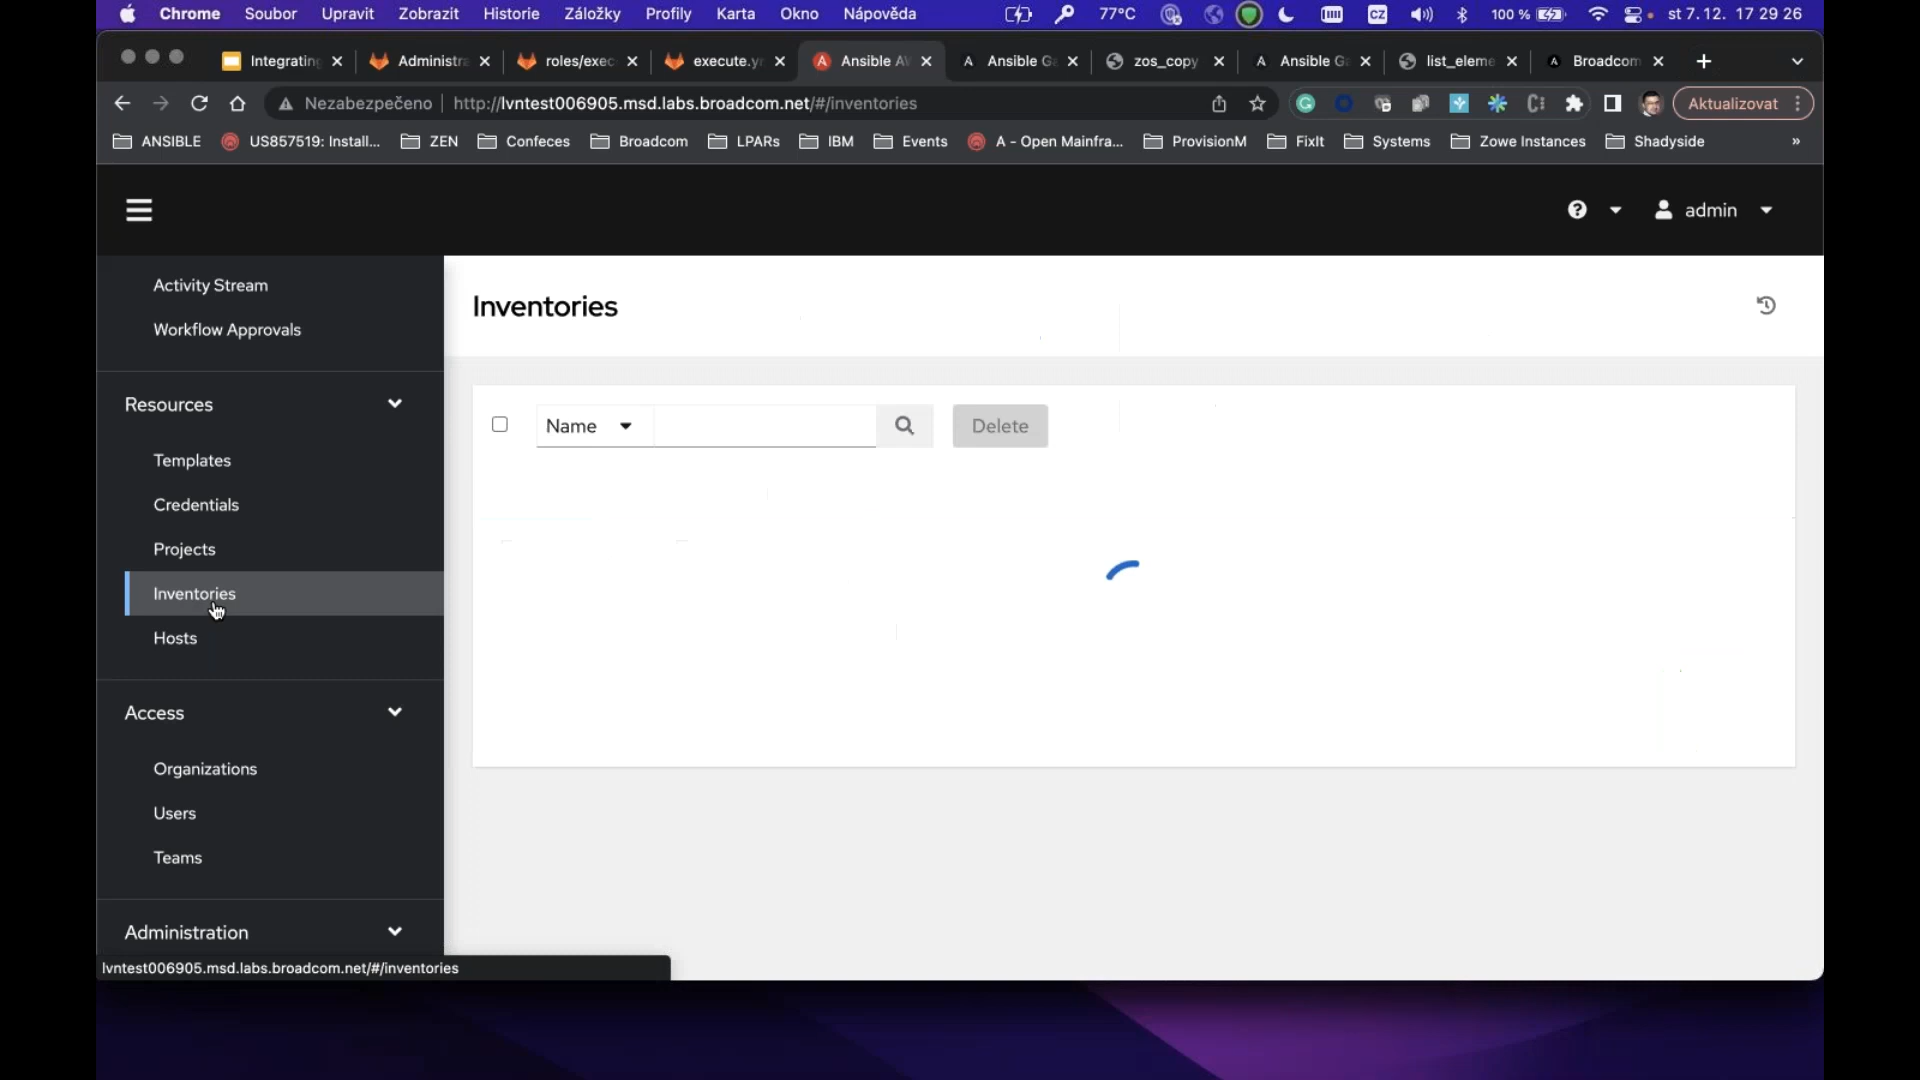 Chrome Soubor Upravit Zobrazit Historie Záložky Profily Karta Okno Nápověda 77°C CZ 100 % st 7. 12. 17 29 26
Integrating Administra roles/exec execute.y Ansible A Ansible G zos_copy Ansible G list_eleme Broadcom
Nezabezpečeno http://lvntest006905.msd.labs.broadcom.net/#/inventories Aktualizovat
ANSIBLE US857519: Install... ZEN Confeces Broadcom LPARs IBM Events A - Open Mainfra... ProvisionM FixIt Systems Zowe Instances Shadyside »
admin
Activity Stream
Workflow Approvals
Resources
Templates
Credentials
Projects
Inventories
Hosts
Access
Organizations
Users
Teams
Administration
Inventories
Name Delete
lvntest006905.msd.labs.broadcom.net/#/inventories